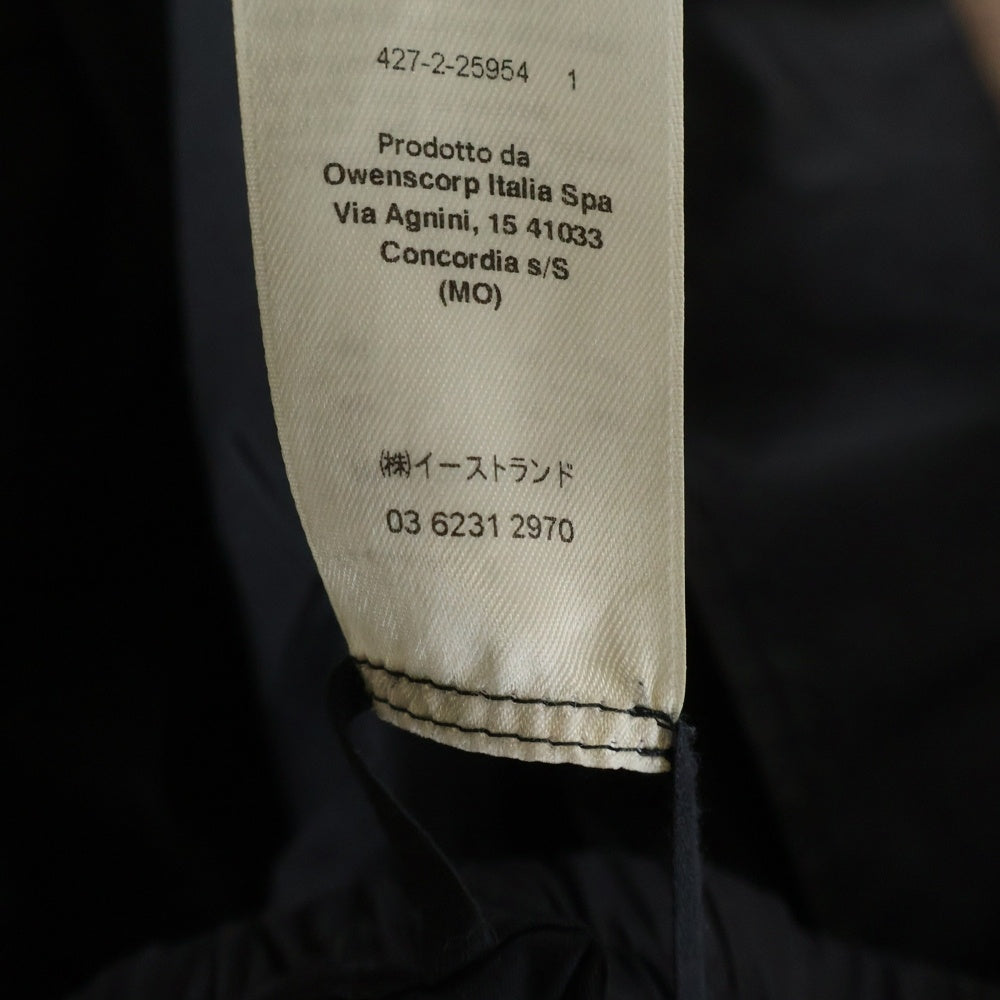 427-2-25954 1
Prodotto da
Owenscorp Italia Spa
Via Agnini, 15 41033
Concordia s/S
(MO)
㈱イーストランド
03 6231 2970